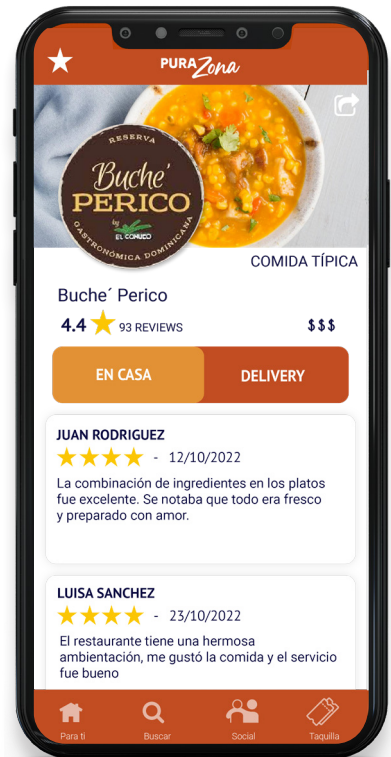 PURA Zona
RESERVA
Buche'
PERICO
by
EL CONUCO
GASTRONÓMICA DOMINICANA
COMIDA TÍPICA
Buche´ Perico
4.4 93 REVIEWS $$$
EN CASA DELIVERY
JUAN RODRIGUEZ
- 12/10/2022
La combinación de ingredientes en los platos
fue excelente. Se notaba que todo era fresco
y preparado con amor.
LUISA SANCHEZ
- 23/10/2022
El restaurante tiene una hermosa
ambientación, me gustó la comida y el servicio
fue bueno
Para ti Buscar Social Taquilla